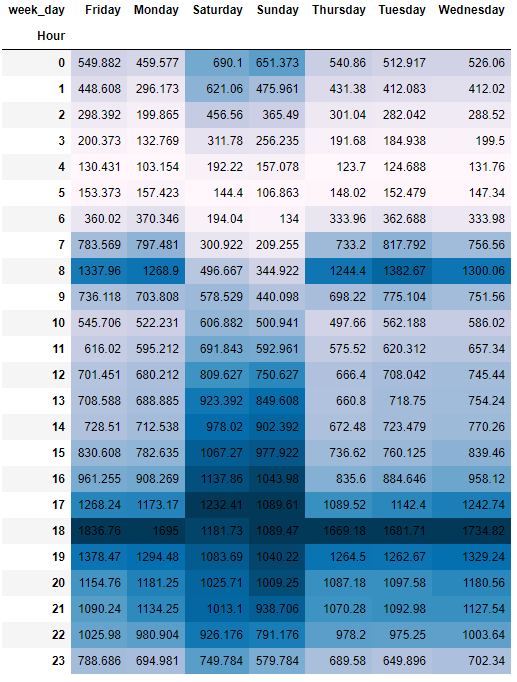 week_day Friday Monday Saturday Sunday Thursday Tuesday Wednesday
Hour
0 549.882 459.577 690.1 651.373 540.86 512.917 526.06
1 448.608 296.173 621.06 475.961 431.38 412.083 412.02
2 298.392 199.865 456.56 365.49 301.04 282.042 288.52
3 200.373 132.769 311.78 256.235 191.68 184.938 199.5
4 130.431 103.154 192.22 157.078 123.7 124.688 131.76
5 153.373 157.423 144.4 106.863 148.02 152.479 147.34
6 360.02 370.346 194.04 134 333.96 362.688 333.98
7 783.569 797.481 300.922 209.255 733.2 817.792 756.56
8 1337.96 1268.9 496.667 344.922 1244.4 1382.67 1300.06
9 736.118 703.808 578.529 440.098 698.22 775.104 751.56
10 545.706 522.231 606.882 500.941 497.66 562.188 586.02
11 616.02 595.212 691.843 592.961 575.52 620.312 657.34
12 701.451 680.212 809.627 750.627 666.4 708.042 745.44
13 708.588 688.885 923.392 849.608 660.8 718.75 754.24
14 728.51 712.538 978.02 902.392 672.48 723.479 770.26
15 830.608 782.635 1067.27 977.922 736.62 760.125 839.46
16 961.255 908.269 1137.86 1043.98 835.6 884.646 958.12
17 1268.24 1173.17 1232.41 1089.61 1089.52 1142.4 1242.74
18 1836.76 1695 1181.73 1089.47 1669.18 1681.71 1734.82
19 1378.47 1294.48 1083.69 1040.22 1264.5 1262.67 1329.24
20 1154.76 1181.25 1025.71 1009.25 1087.18 1097.58 1180.56
21 1090.24 1134.25 1013.1 938.706 1070.28 1092.98 1127.54
22 1025.98 980.904 926.176 791.176 978.2 975.25 1003.64
23 788.686 694.981 749.784 579.784 689.58 649.896 702.34